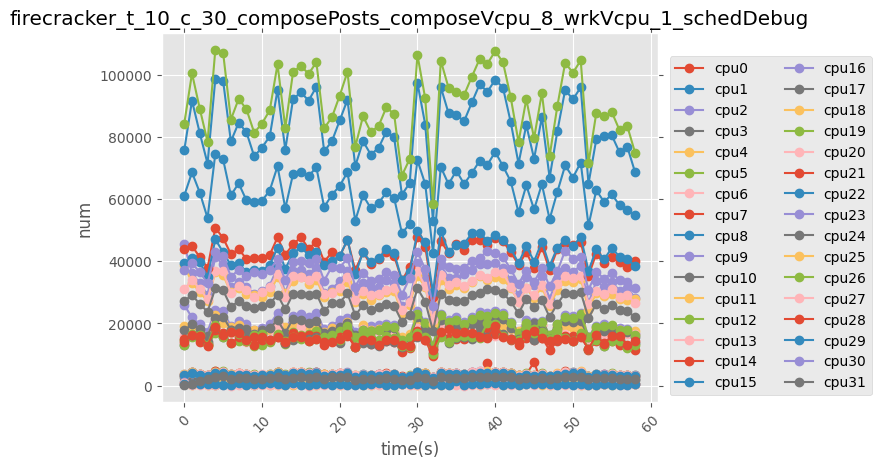 firecracker_t_10_c_30_composePosts_composeVcpu_8_wrkVcpu_1_schedDebug
100000
80000
60000
40000
20000
0
num
0
10
20
30
40
50
60
time(s)
cpu0
cpu1
cpu2
cpu3
cpu4
cpu5
cpu6
cpu7
cpu8
cpu9
cpu10
cpu11
cpu12
cpu13
cpu14
cpu15
cpu16
cpu17
cpu18
cpu19
cpu20
cpu21
cpu22
cpu23
cpu24
cpu25
cpu26
cpu27
cpu28
cpu29
cpu30
cpu31